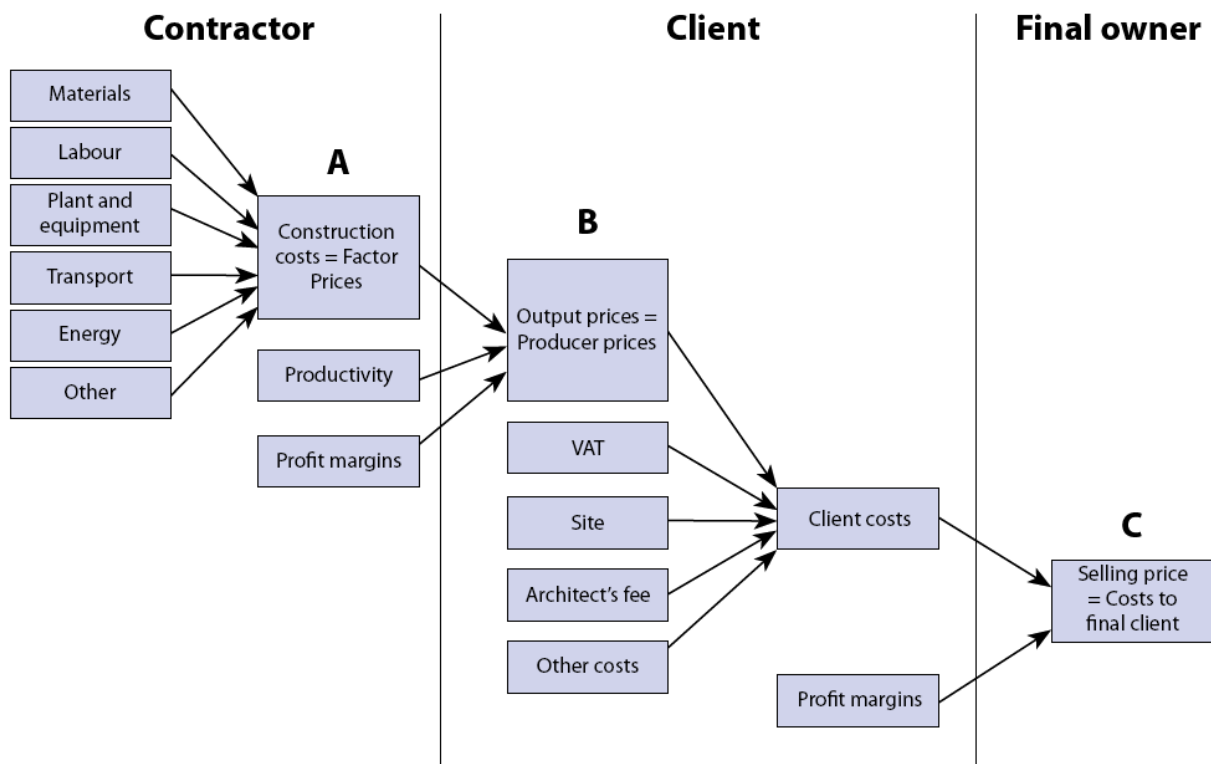 Contractor
Client
Final owner
Materials
Labour
Plant and
equipment
Transport
Energy
Other
A
Construction
costs = Factor
Prices
Productivity
Profit margins
B
Output prices =
Producer prices
VAT
Site
Architect's fee
Other costs
Client costs
Profit margins
C
Selling price
= Costs to
final client